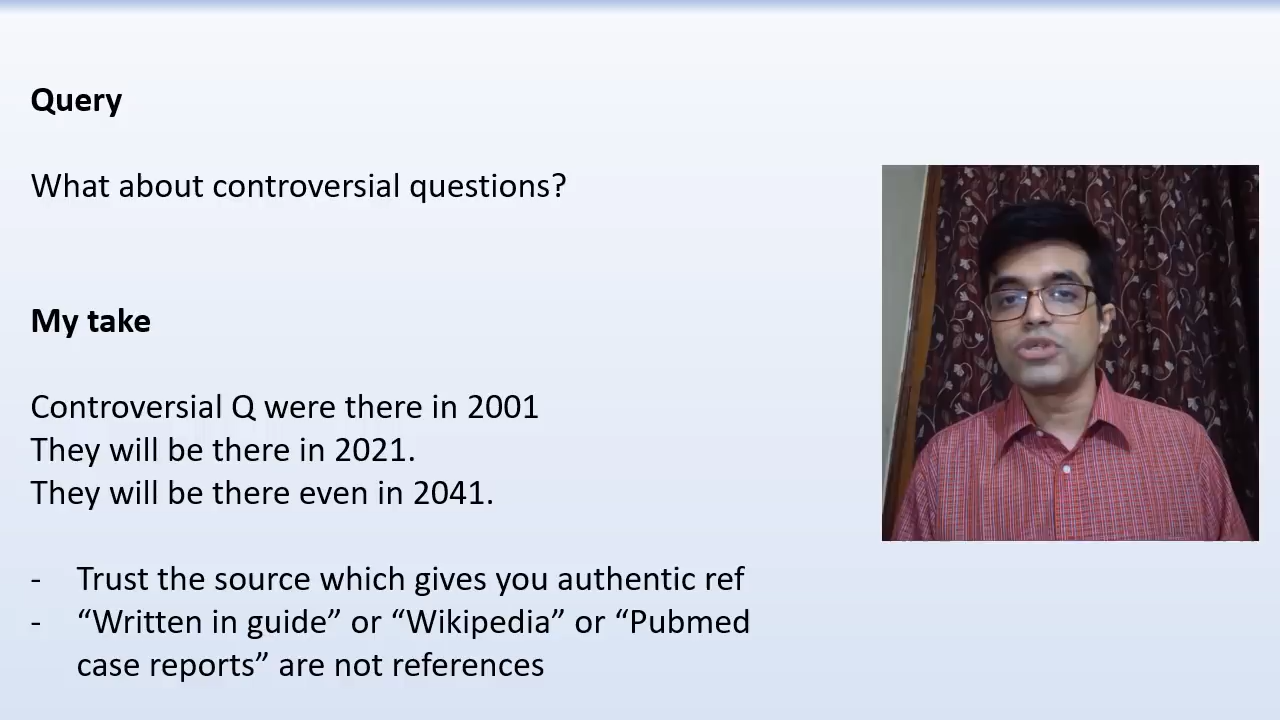 Query
What about controversial questions?
My take
Controversial Q were there in 2001
They will be there in 2021.
They will be there even in 2041.
- Trust the source which gives you authentic ref
- “Written in guide” or “Wikipedia” or “Pubmed
case reports” are not references